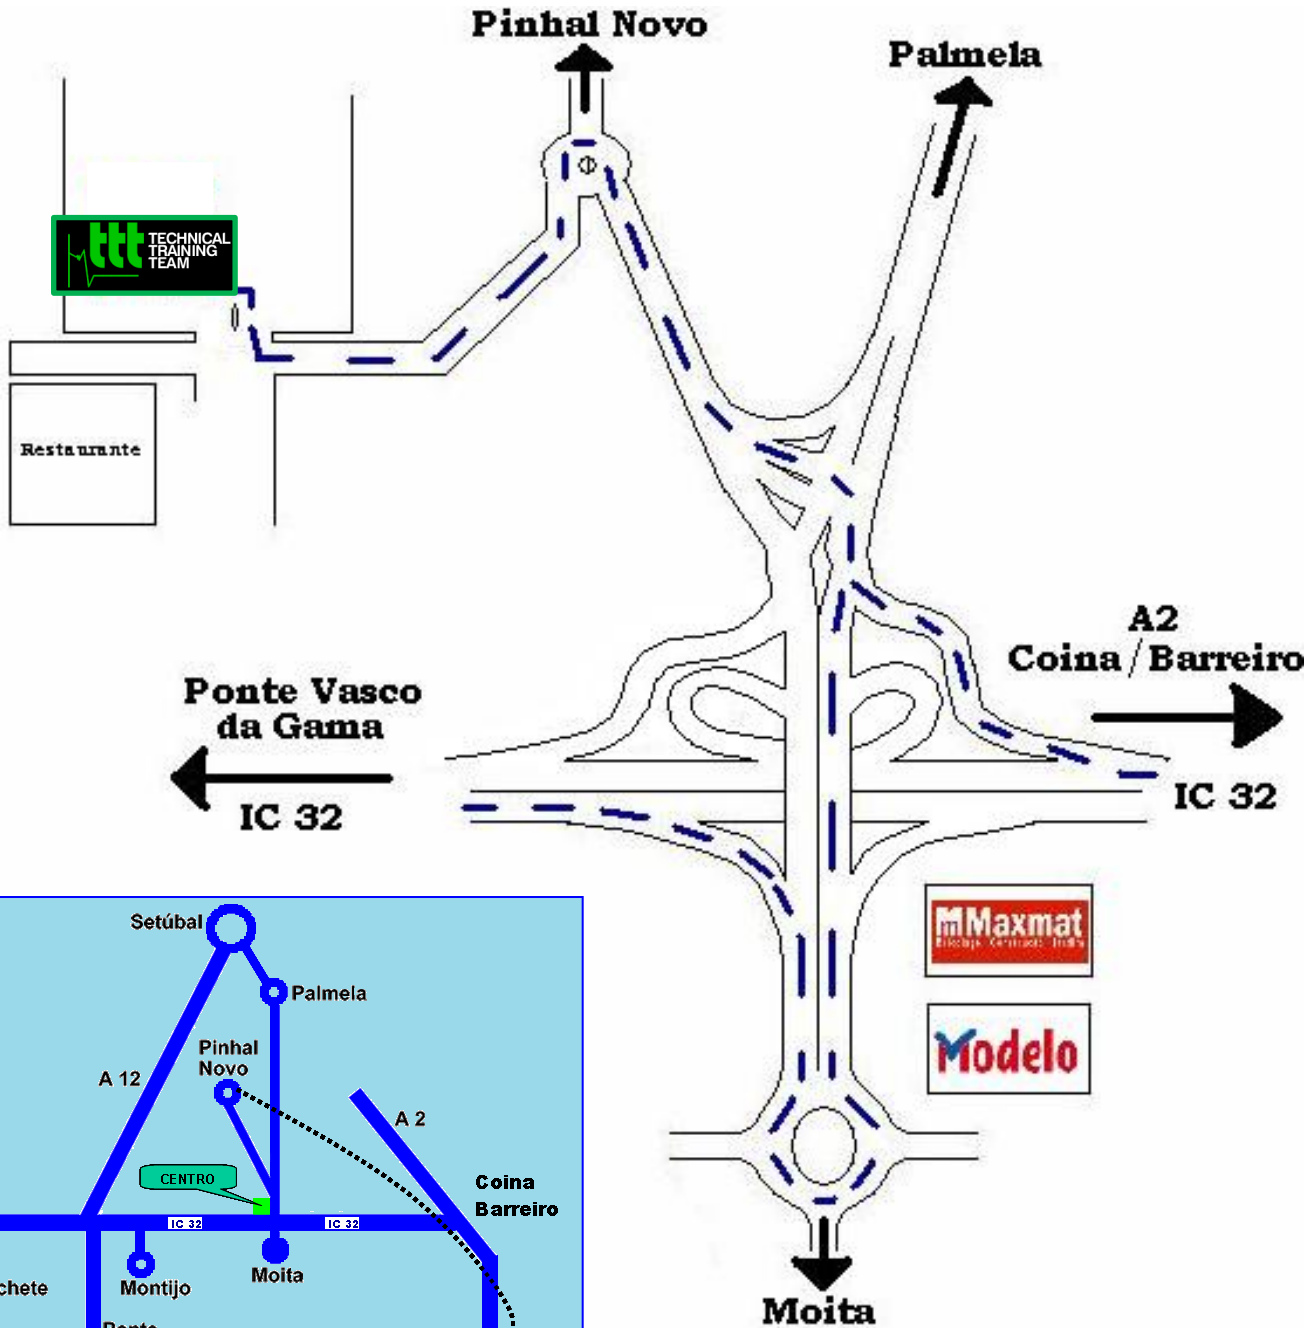 Pinhal Novo
Palmela
ttt TECHNICAL
TRAINING
TEAM
Restaurante
A2
Coina / Barreiro
Ponte Vasco
da Gama
IC 32
IC 32
Maxmat
Modelo
Moita
Setúbal
Palmela
Pinhal
Novo
A 12
A 2
CENTRO
Coina
Barreiro
IC 32
IC 32
Moita
Montijo
chete
Ponte